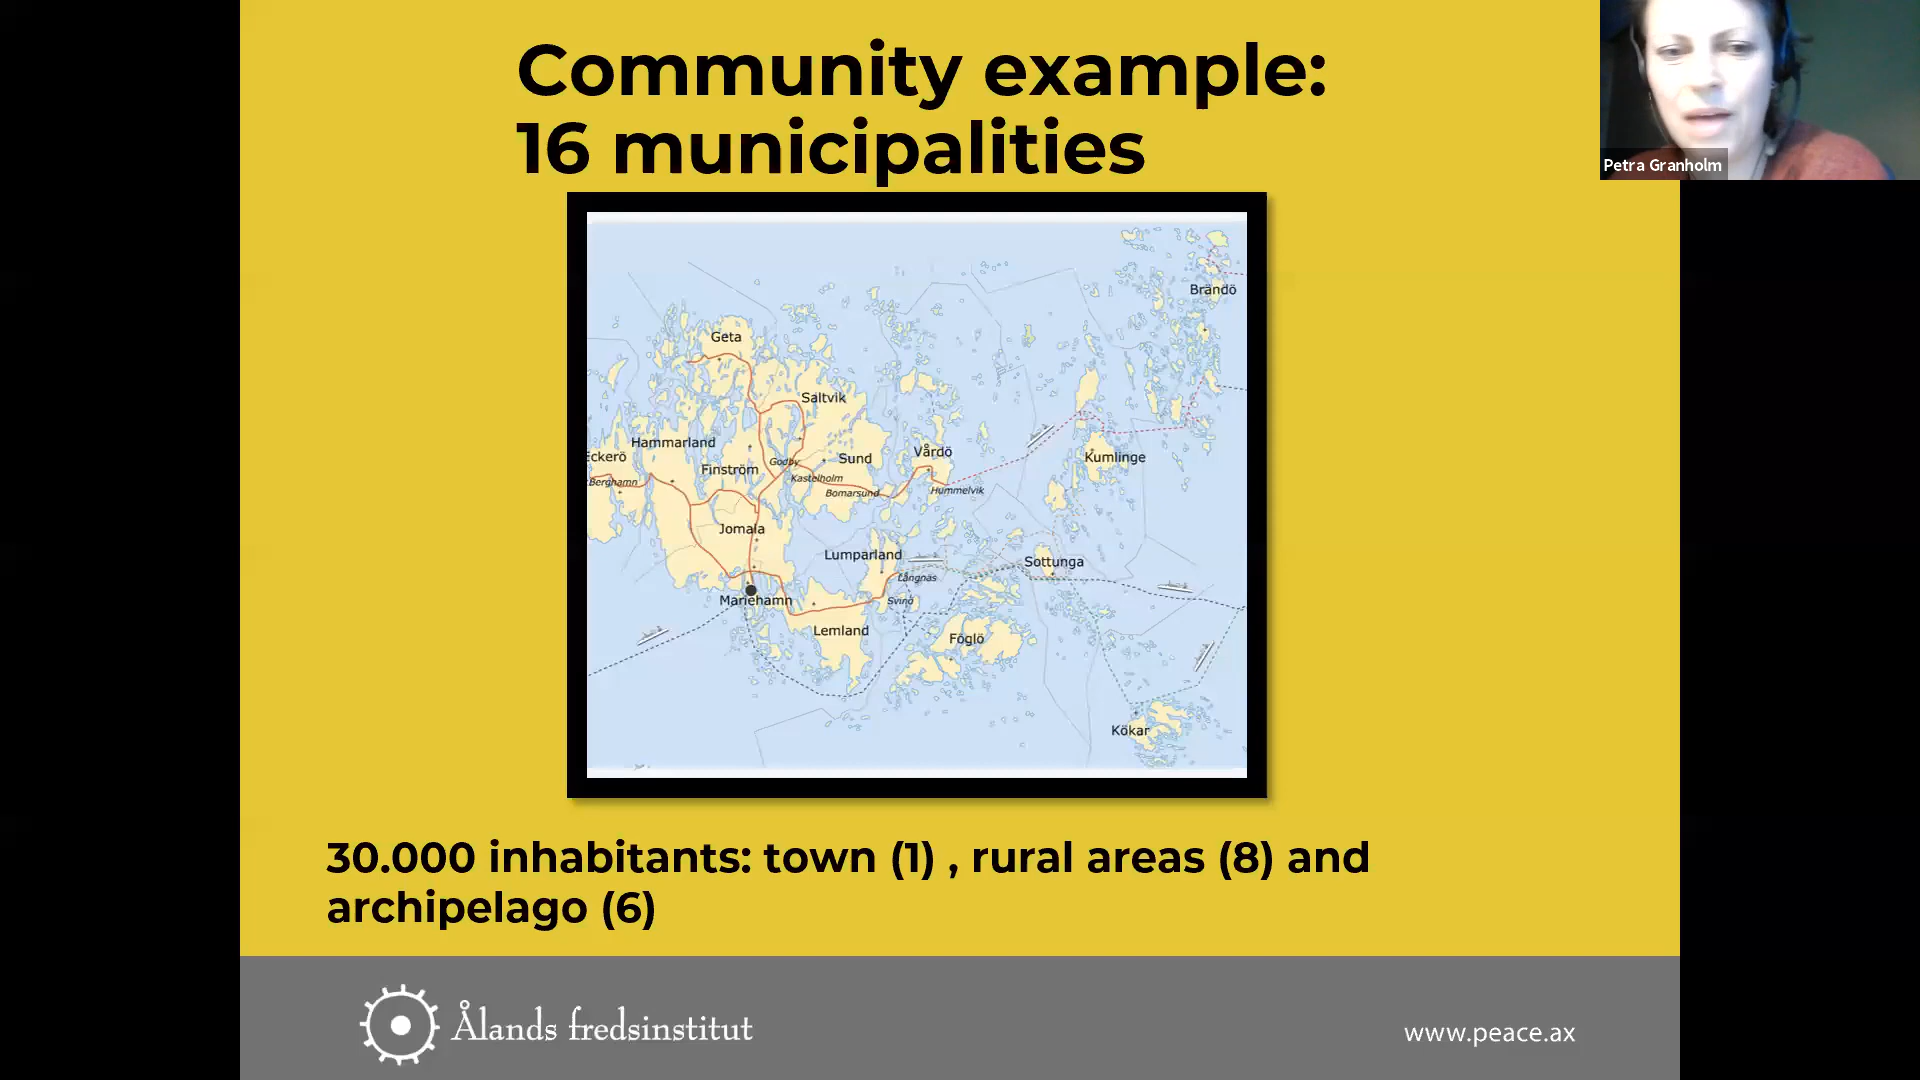 Community example:
16 municipalities
Petra Granholm
Brändö
Geta
Saltvik
Hammarland
Eckerö
Finström
Godby
Sund
Vårdö
Kumlinge
Berghamn
Kastelholm
Bomarsund
Hummelvik
Jomala
Lumparland
Sottunga
Långnäs
Mariehamn
Svinö
Lemland
Föglö
Kökar
30.000 inhabitants: town (1) , rural areas (8) and
archipelago (6)
Ålands fredsinstitut
www.peace.ax